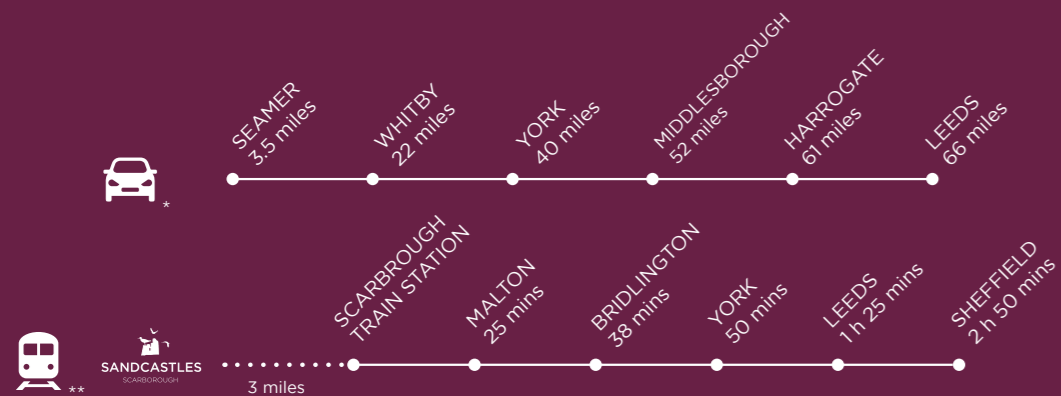 SEAMER
3.5 miles
WHITBY
22 miles
YORK
40 miles
MIDDLESBOROUGH
52 miles
HARROGATE
61 miles
LEEDS
66 miles
*
SCARBROUGH
TRAIN STATION
MALTON
25 mins
BRIDLINGTON
38 mins
YORK
50 mins
LEEDS
1 h 25 mins
SHEFFIELD
2 h 50 mins
**
SANDCASTLES
SCARBOROUGH
3 miles